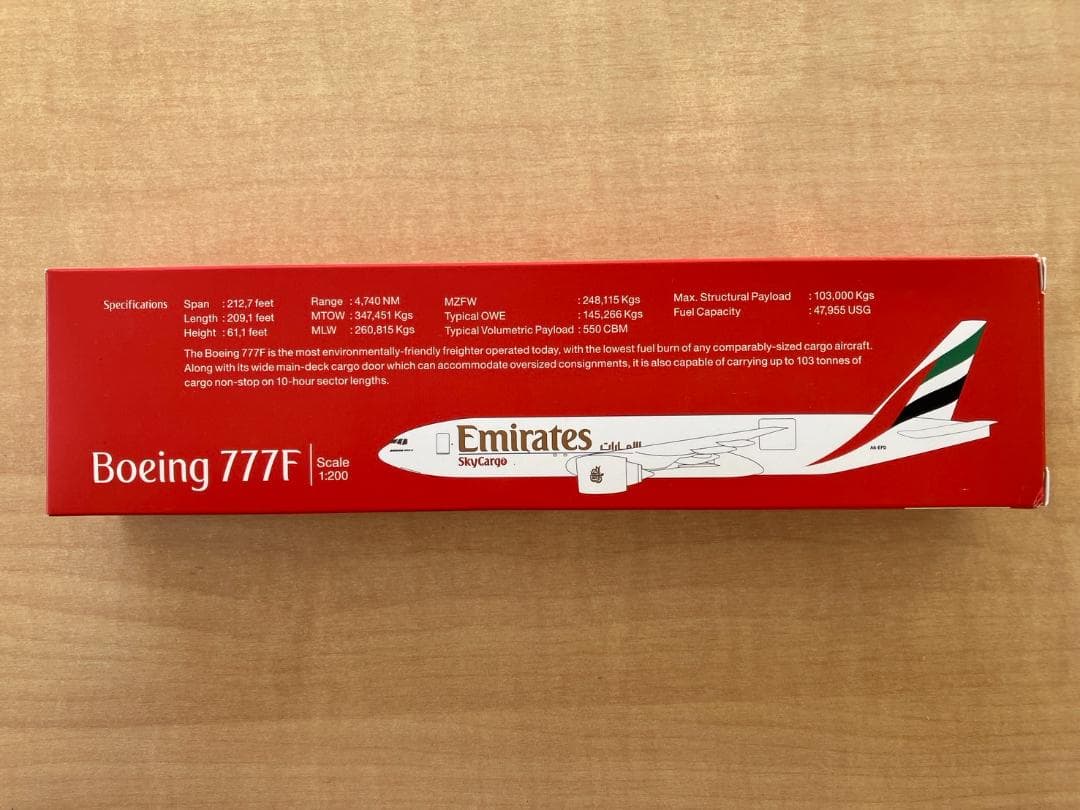 Specifications
Span : 212,7 feet
Length : 209,1 feet
Height : 61,1 feet
Range : 4,740 NM
MTOW : 347,451 Kgs
MLW : 260,815 Kgs
MZFW : 248,115 Kgs
Typical OWE : 145,266 Kgs
Typical Volumetric Payload : 550 CBM
Max. Structural Payload : 103,000 Kgs
Fuel Capacity : 47,955 USG
The Boeing 777F is the most environmentally-friendly freighter operated today, with the lowest fuel burn of any comparably-sized cargo aircraft.
Along with its wide main-deck cargo door which can accommodate oversized consignments, it is also capable of carrying up to 103 tonnes of
cargo non-stop on 10-hour sector lengths.
Boeing 777F
Scale
1:200
Emirates
SkyCargo